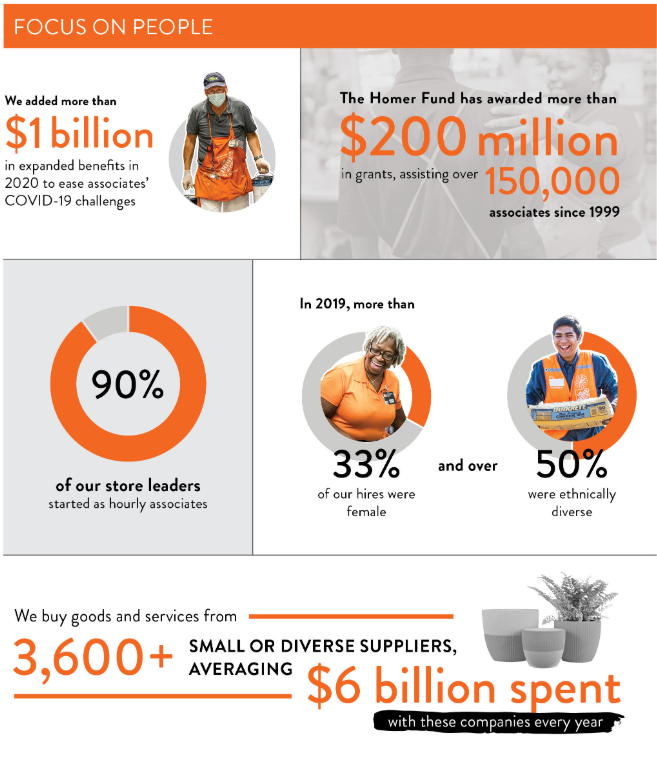 FOCUS ON PEOPLE
We added more than
$1 billion
in expanded benefits in
2020 to ease associates’
COVID-19 challenges
The Homer Fund has awarded more than
$200 million
in grants, assisting over 150,000
associates since 1999
90%
of our store leaders
started as hourly associates
In 2019, more than
33%
of our hires were
female
and over
QUIKRETE
50%
were ethnically
diverse
We buy goods and services from
3,600+ SMALL OR DIVERSE SUPPLIERS,
AVERAGING $6 billion spent
with these companies every year